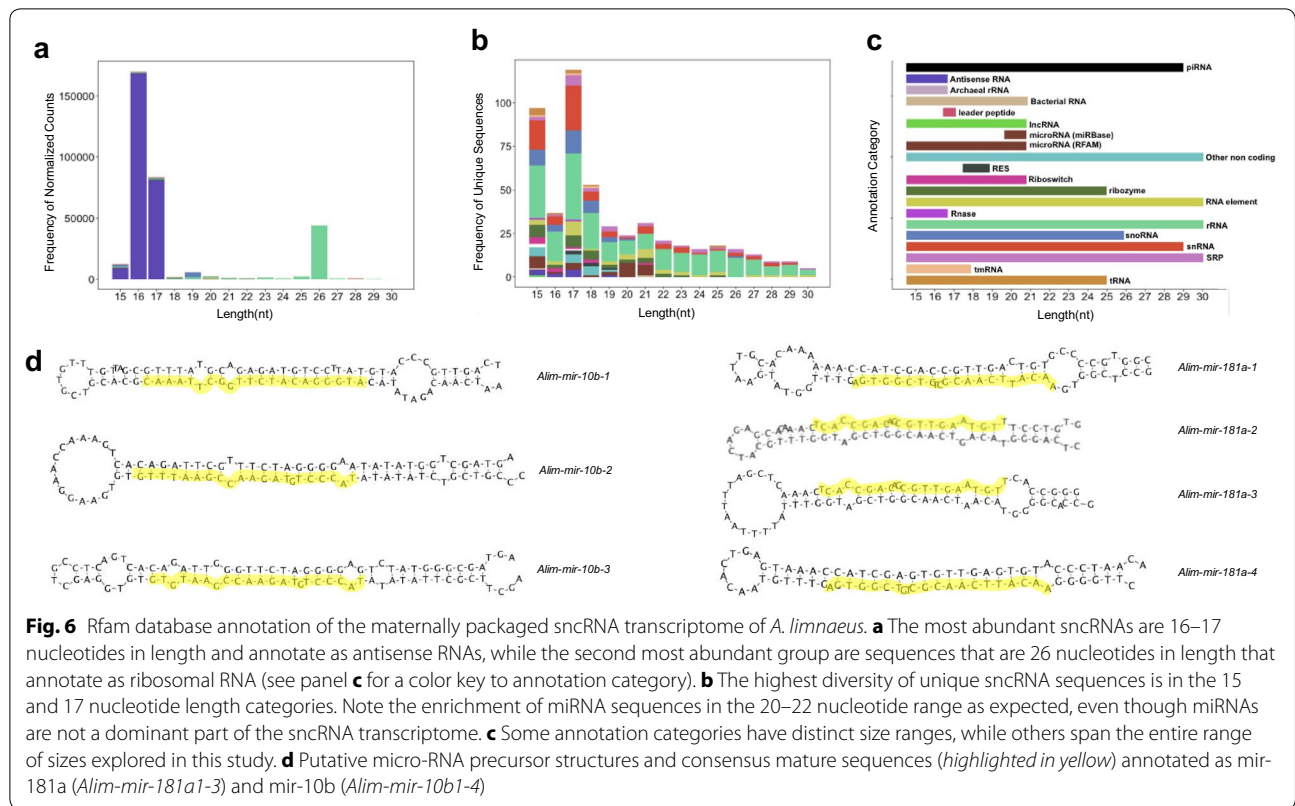 a
Frequency of Normalized Counts
150000
100000
50000
0
15 16 17 18 19 20 21 22 23 24 25 26 27 28 29 30
Length(nt)
b
Frequency of Unique Sequences
100
75
50
25
0
15 16 17 18 19 20 21 22 23 24 25 26 27 28 29 30
Length(nt)
c
Annotation Category
piRNA
Antisense RNA
Archaeal rRNA
Bacterial RNA
leader peptide
lncRNA
microRNA (miRBase)
microRNA (RFAM)
Other non coding
RES
Riboswitch
ribozyme
RNA element
Rnase
rRNA
snoRNA
snRNA
SRP
tmRNA
tRNA
15 16 17 18 19 20 21 22 23 24 25 26 27 28 29 30
Length(nt)
d
Alim-mir-10b-1
Alim-mir-10b-2
Alim-mir-10b-3
Alim-mir-181a-1
Alim-mir-181a-2
Alim-mir-181a-3
Alim-mir-181a-4
Fig. 6 Rfam database annotation of the maternally packaged sncRNA transcriptome of A. limnaeus. a The most abundant sncRNAs are 16–17
nucleotides in length and annotate as antisense RNAs, while the second most abundant group are sequences that are 26 nucleotides in length that
annotate as ribosomal RNA (see panel c for a color key to annotation category). b The highest diversity of unique sncRNA sequences is in the 15
and 17 nucleotide length categories. Note the enrichment of miRNA sequences in the 20–22 nucleotide range as expected, even though miRNAs
are not a dominant part of the sncRNA transcriptome. c Some annotation categories have distinct size ranges, while others span the entire range
of sizes explored in this study. d Putative micro-RNA precursor structures and consensus mature sequences (highlighted in yellow) annotated as mir-
181a (Alim-mir-181a1-3) and mir-10b (Alim-mir-10b1-4)